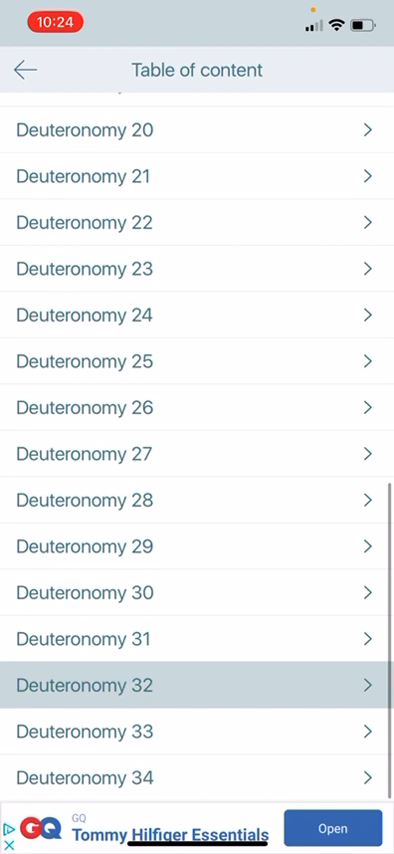 10:24
Table of content
Deuteronomy 20
Deuteronomy 21
Deuteronomy 22
Deuteronomy 23
Deuteronomy 24
Deuteronomy 25
Deuteronomy 26
Deuteronomy 27
Deuteronomy 28
Deuteronomy 29
Deuteronomy 30
Deuteronomy 31
Deuteronomy 32
Deuteronomy 33
Deuteronomy 34
GQ
GQ
Tommy Hilfiger Essentials
Open